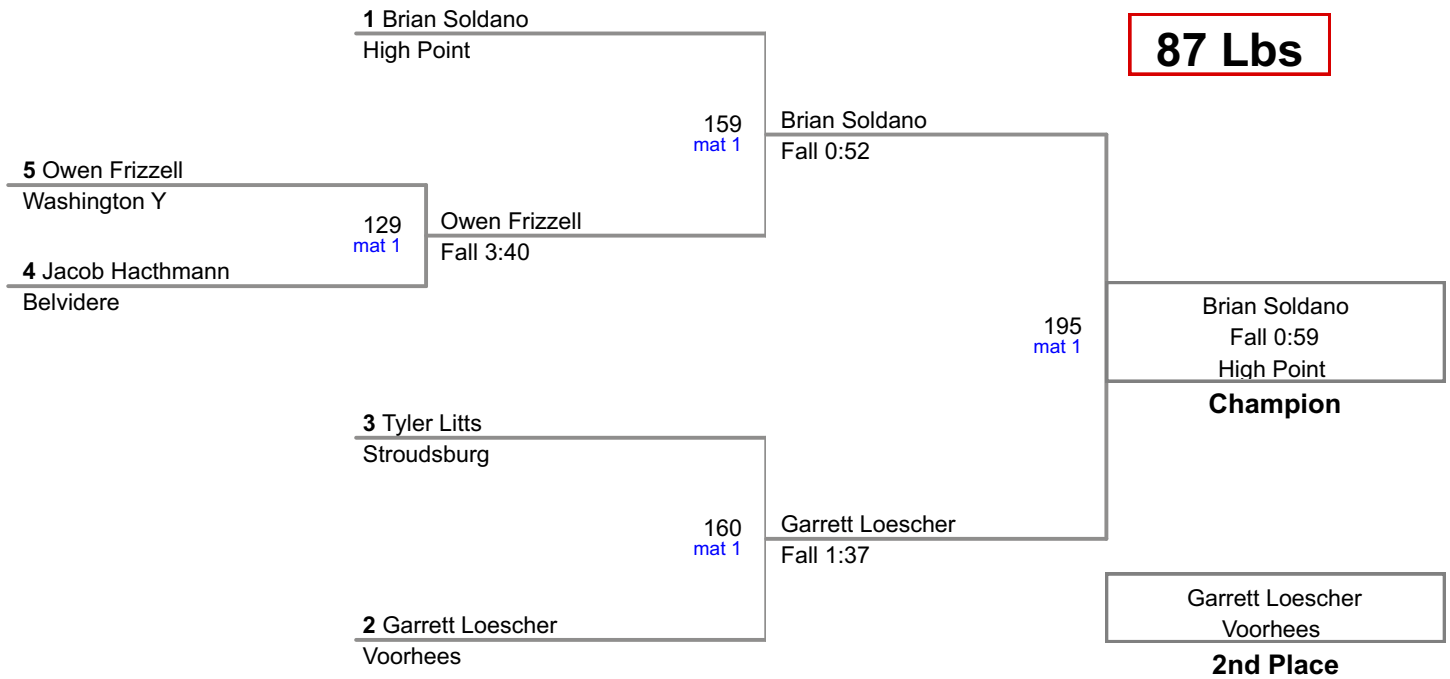 1 Brian Soldano
High Point
87 Lbs
159
mat 1
Brian Soldano
Fall 0:52
5 Owen Frizzell
Washington Y
129
mat 1
Owen Frizzell
Fall 3:40
4 Jacob Hacthmann
Belvidere
195
mat 1
Brian Soldano
Fall 0:59
High Point
Champion
3 Tyler Litts
Stroudsburg
160
mat 1
Garrett Loescher
Fall 1:37
2 Garrett Loescher
Voorhees
Garrett Loescher
Voorhees
2nd Place